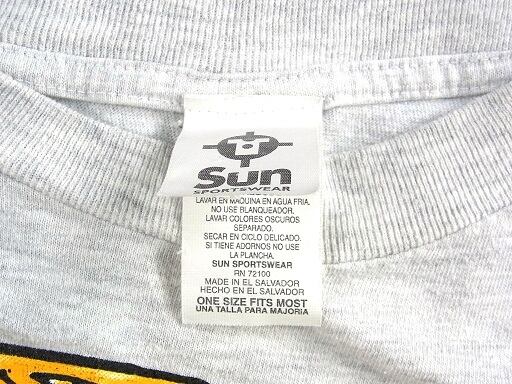 Sun
SPORTSWEAR
LAVAR EN MAQUINA EN AGUA FRIA.
NO USE BLANQUEADOR.
LAVAR COLORES OSCUROS
SEPARADO.
SECAR EN CICLO DELICADO.
SI TIENE ADORNOS NO USE
LA PLANCHA.
SUN SPORTSWEAR
RN 72100
MADE IN EL SALVADOR
HECHO EN EL SALVADOR
ONE SIZE FITS MOST
UNA TALLA PARA MAJORIA